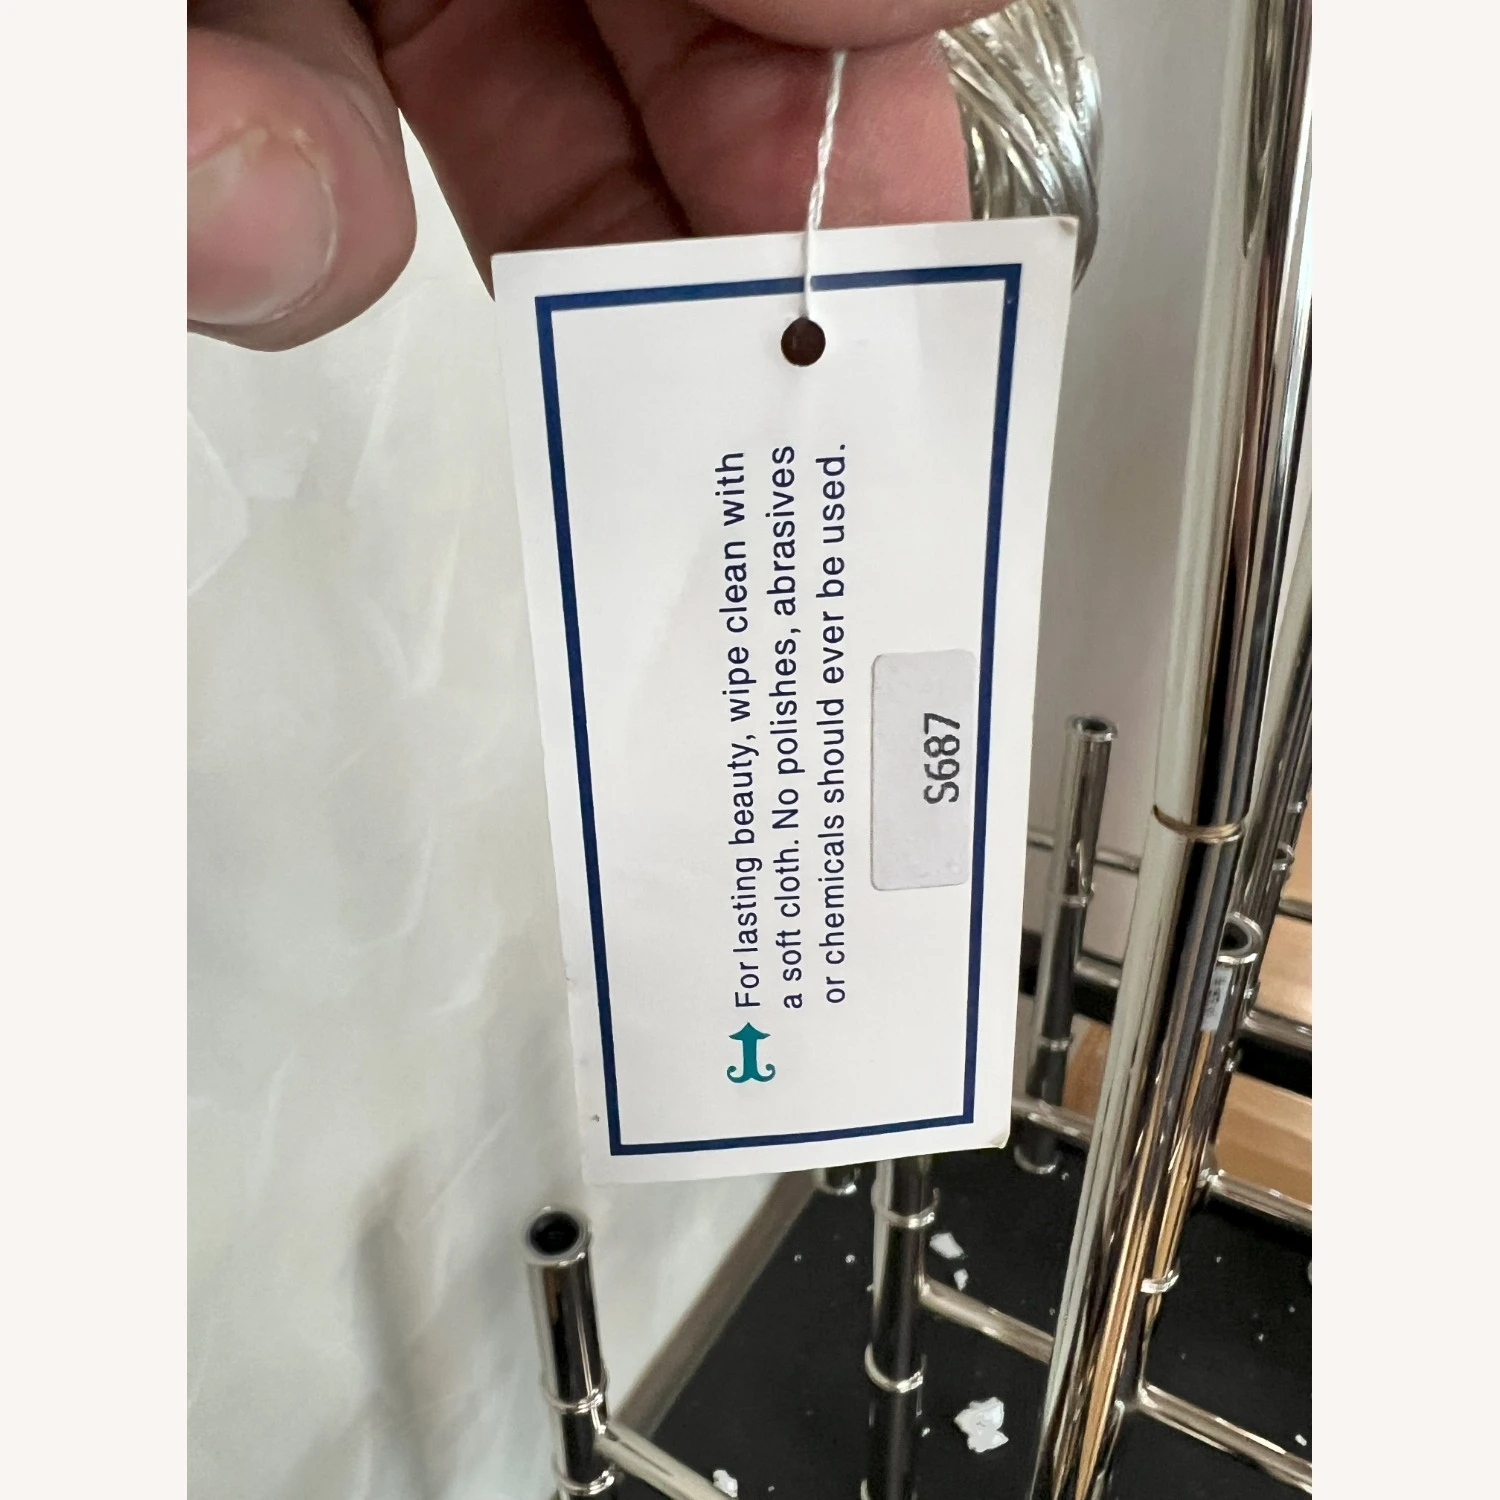 For lasting beauty, wipe clean with
a soft cloth. No polishes, abrasives
or chemicals should ever be used.
S687